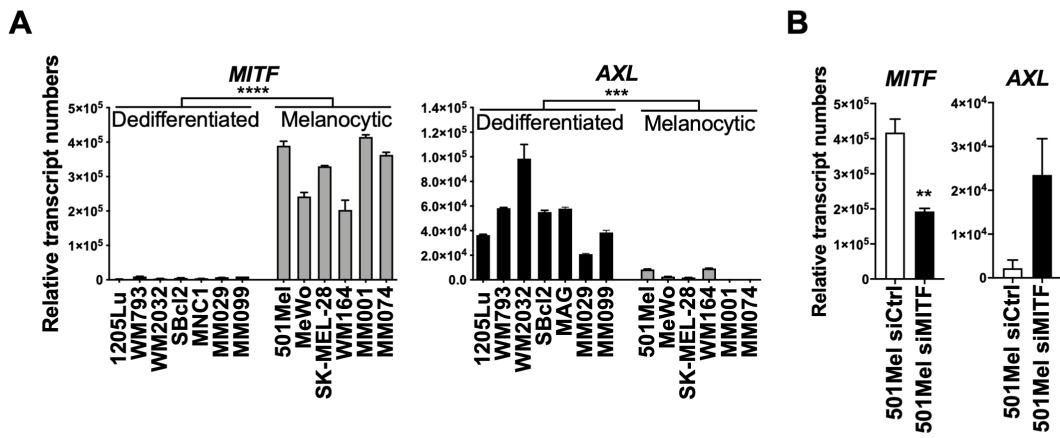 A
B
MITF
****
Dedifferentiated
Melanocytic
Relative transcript numbers
5×10⁵
4×10⁵
3×10⁵
2×10⁵
1×10⁵
0
1205Lu
WM793
WM2032
SBcl2
MNC1
MM029
MM099
501Mel
MeWo
SK-MEL-28
WM164
MM001
MM074
AXL
***
Dedifferentiated
Melanocytic
1.4×10⁵
1.2×10⁵
1.0×10⁵
8.0×10⁴
6.0×10⁴
4.0×10⁴
2.0×10⁴
0.0
1205Lu
WM793
WM2032
SBcl2
MAG
MM029
MM099
501Mel
MeWo
SK-MEL-28
WM164
MM001
MM074
MITF
Relative transcript numbers
5×10⁵
4×10⁵
3×10⁵
2×10⁵
1×10⁵
0
**
501Mel siCtrl
501Mel siMITF
AXL
4×10⁴
2×10⁴
0
501Mel siCtrl
501Mel siMITF